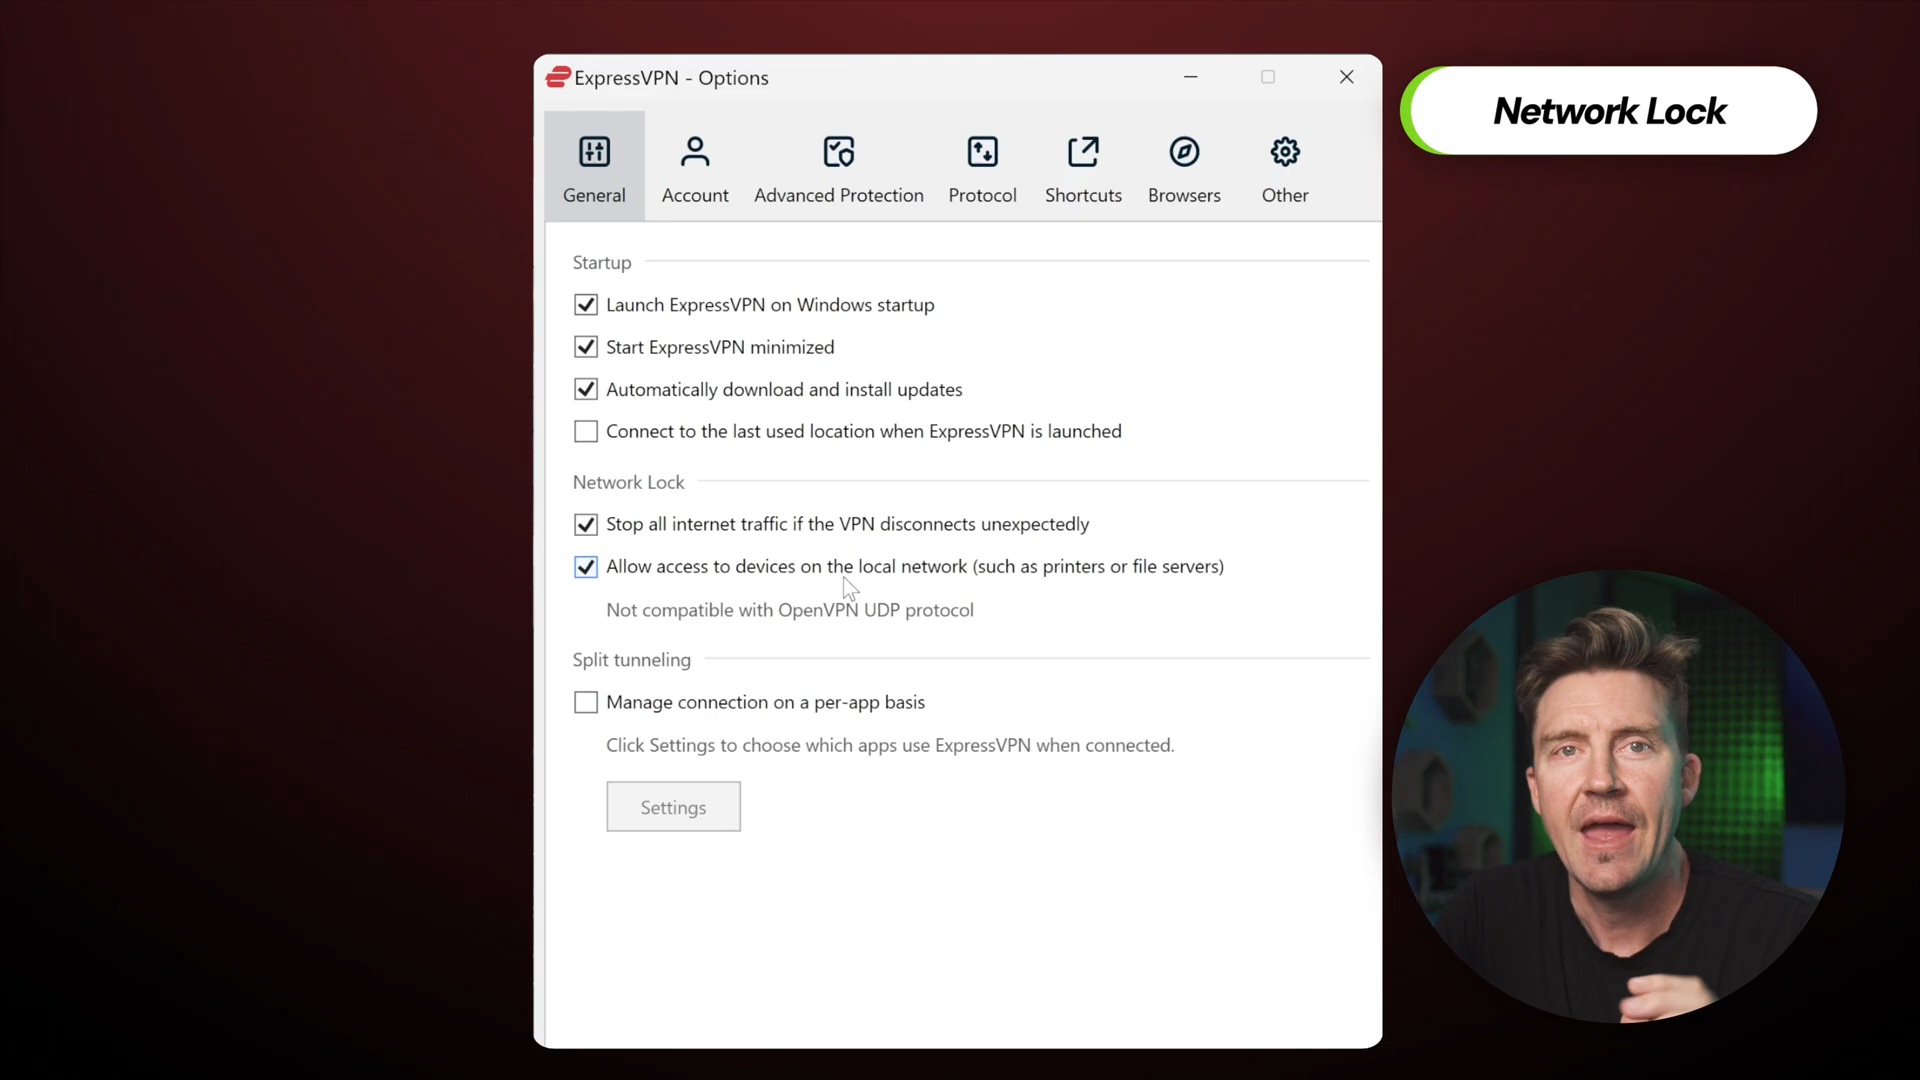 ExpressVPN - Options
Network Lock
General
Account
Advanced Protection
Protocol
Shortcuts
Browsers
Other
Startup
Launch ExpressVPN on Windows startup
Start ExpressVPN minimized
Automatically download and install updates
Connect to the last used location when ExpressVPN is launched
Network Lock
Stop all internet traffic if the VPN disconnects unexpectedly
Allow access to devices on the local network (such as printers or file servers)
Not compatible with OpenVPN UDP protocol
Split tunneling
Manage connection on a per-app basis
Click Settings to choose which apps use ExpressVPN when connected.
Settings